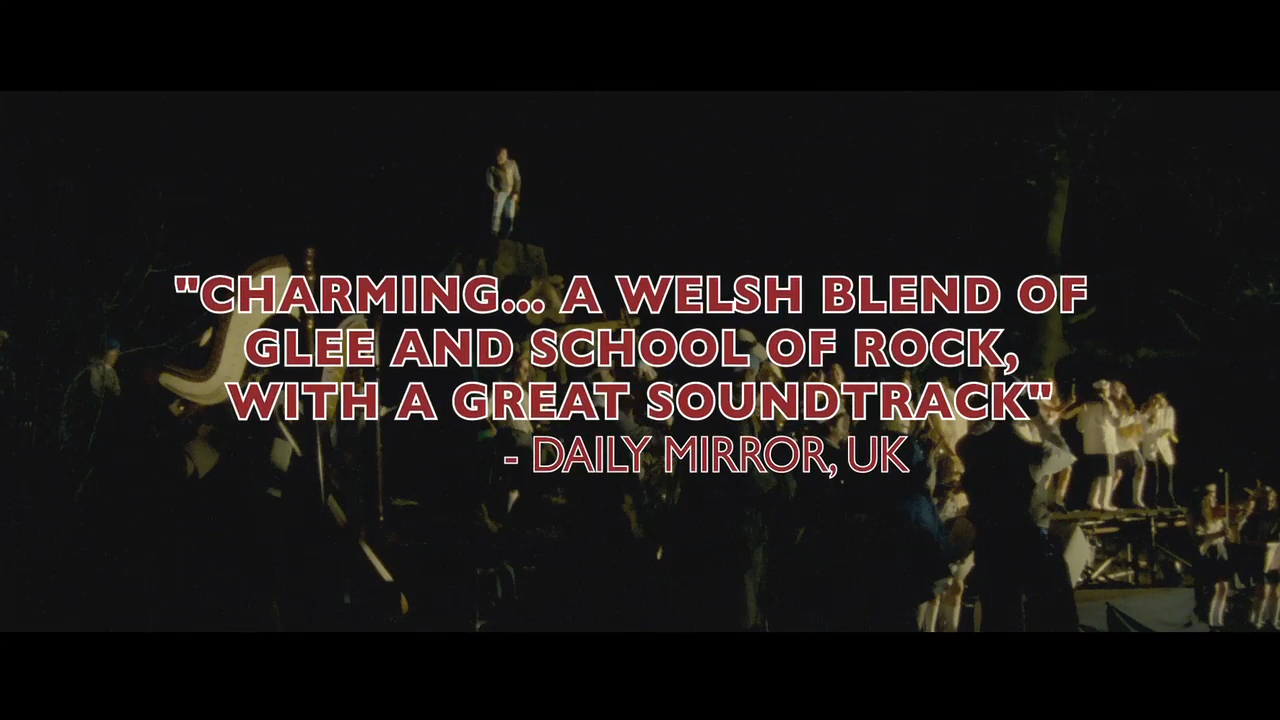 "CHARMING... A WELSH BLEND OF
GLEE AND SCHOOL OF ROCK,
WITH A GREAT SOUNDTRACK"
- DAILY MIRROR, UK